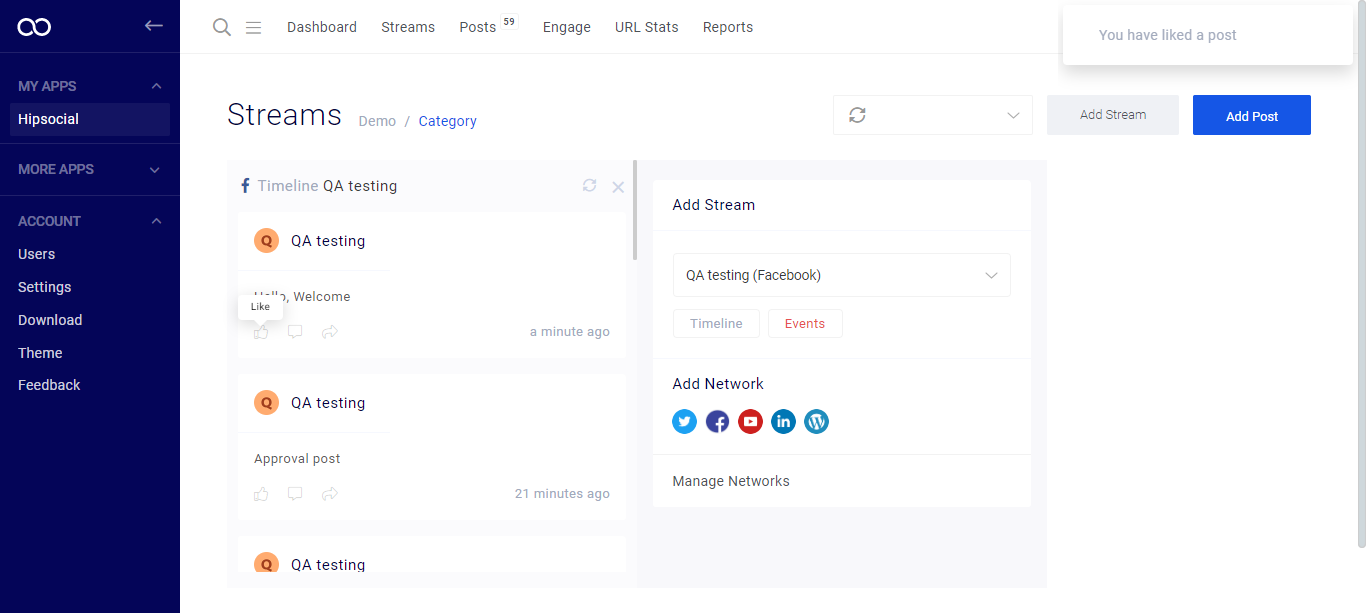 Dashboard Streams Posts 59 Engage URL Stats Reports
You have liked a post
MY APPS
Hipsocial
MORE APPS
ACCOUNT
Users
Settings
Download
Theme
Feedback
Streams Demo / Category
Add Stream
Add Post
Timeline QA testing
Q QA testing
Hello, Welcome
Like
a minute ago
Q QA testing
Approval post
21 minutes ago
Q QA testing
Add Stream
QA testing (Facebook)
Timeline Events
Add Network
Manage Networks